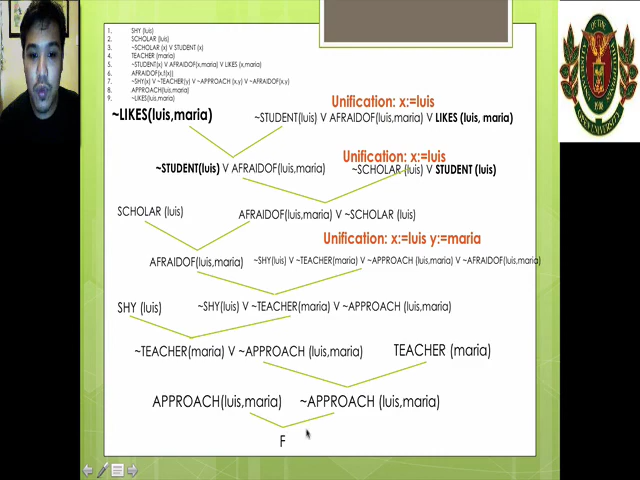 1. SHY (luis)
2. SCHOLAR (luis)
3. ~SCHOLAR (x) V STUDENT (x)
4. TEACHER (maria)
5. ~STUDENT(x) V AFRAIDOF(x,maria) V LIKES (x,maria)
6. AFRAIDOF(x,f(x))
7. ~SHY(x) V ~TEACHER(y) V ~APPROACH (x,y) V ~AFRAIDOF(x,y)
8. APPROACH(luis,maria)
9. ~LIKES(luis,maria)
Unification: x:=luis
~LIKES(luis,maria) ~STUDENT(luis) V AFRAIDOF(luis,maria) V LIKES (luis, maria)
Unification: x:=luis
~STUDENT(luis) V AFRAIDOF(luis,maria) ~SCHOLAR (luis) V STUDENT (luis)
SCHOLAR (luis) AFRAIDOF(luis,maria) V ~SCHOLAR (luis)
Unification: x:=luis y:=maria
AFRAIDOF(luis,maria) ~SHY(luis) V ~TEACHER(maria) V ~APPROACH (luis,maria) V ~AFRAIDOF(luis,maria)
SHY (luis) ~SHY(luis) V ~TEACHER(maria) V ~APPROACH (luis,maria)
~TEACHER(maria) V ~APPROACH (luis,maria) TEACHER (maria)
APPROACH(luis,maria) ~APPROACH (luis,maria)
F